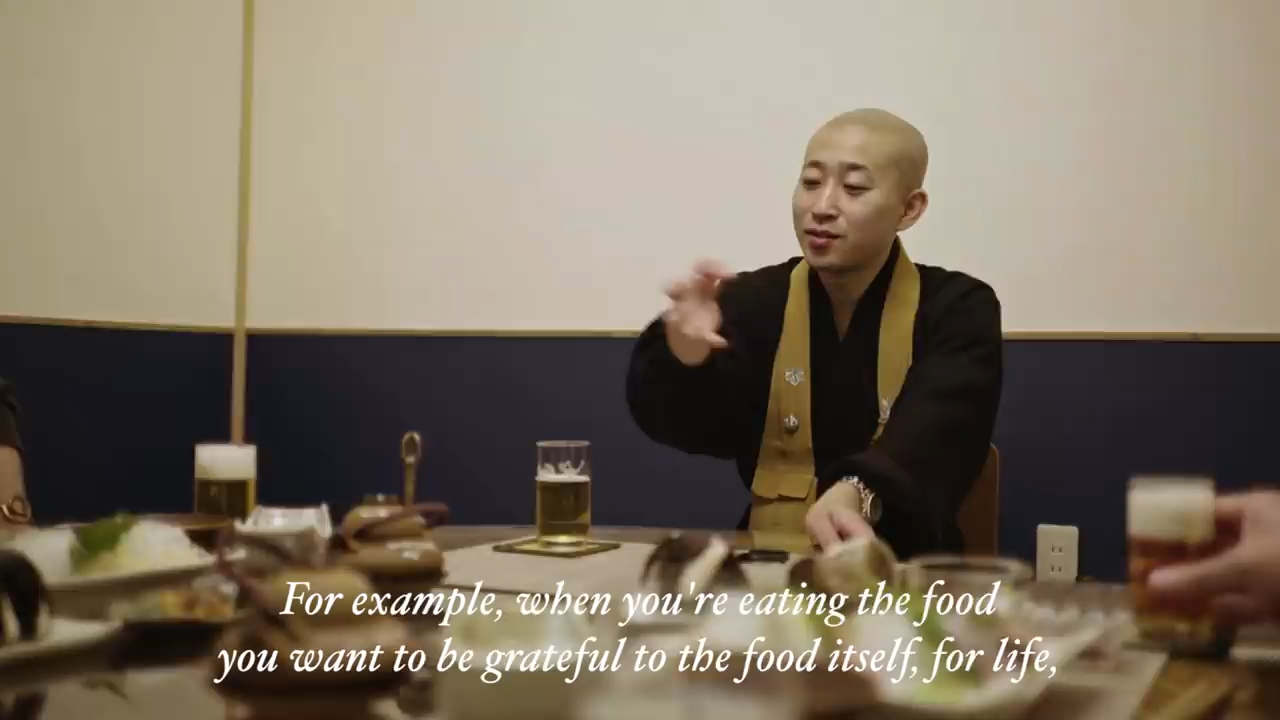 For example, when you're eating the food
you want to be grateful to the food itself, for life,